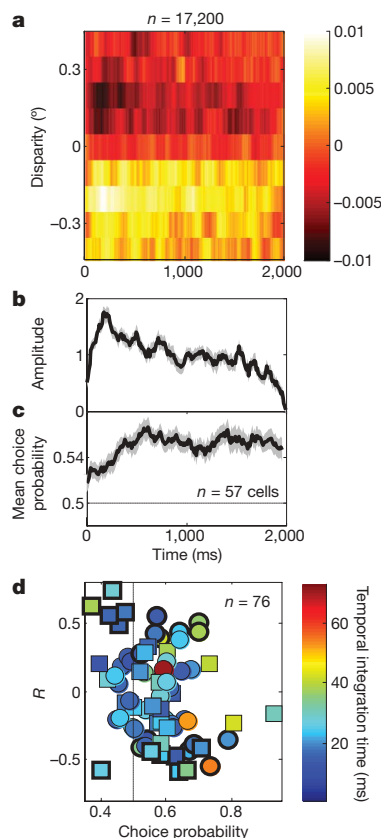 a
n = 17,200
0.3
0
−0.3
Disparity (°)
0 1,000 2,000
0.01
0.005
0
−0.005
−0.01
b
2
1
0
Amplitude
c
0.54
0.5
Mean choice probability
n = 57 cells
0 1,000 2,000
Time (ms)
d
n = 76
0.5
0
−0.5
R
0.4 0.6 0.8
Choice probability
60
40
20
Temporal integration time (ms)